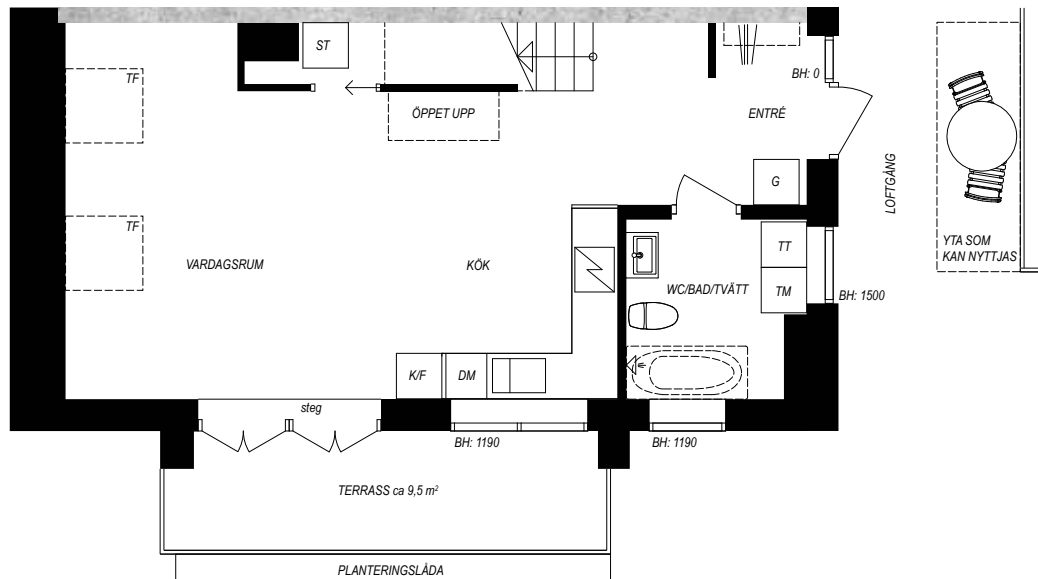 ST
TF
BH: 0
ÖPPET UPP
ENTRÉ
G
LOFTGÅNG
TF
VARDAGSRUM
KÖK
TT
WC/BAD/TVÄTT
TM
BH: 1500
YTA SOM
KAN NYTTJAS
K/F
DM
steg
BH: 1190
BH: 1190
TERRASS ca 9,5 m²
PLANTERINGSLÅDA